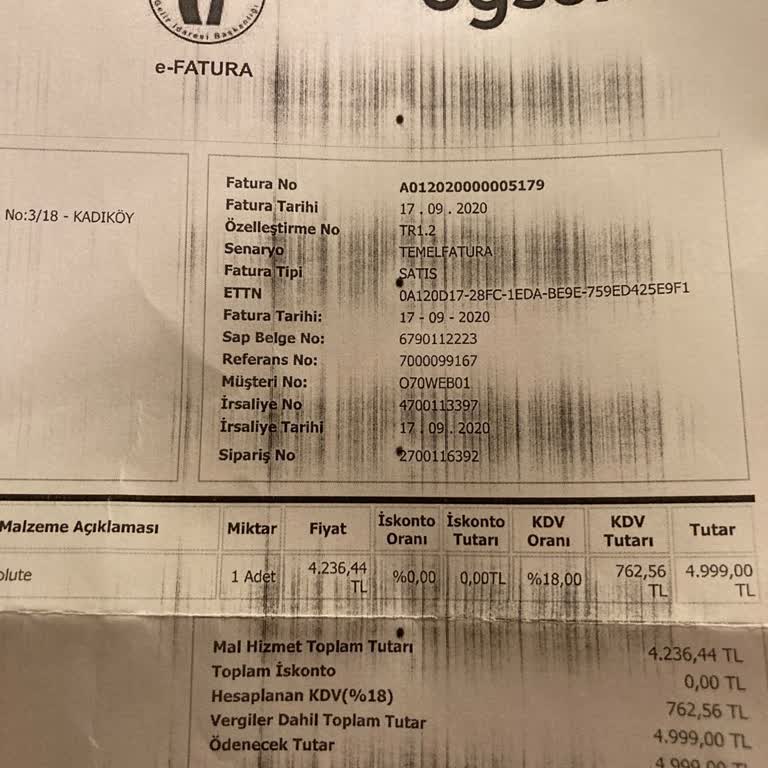 Gelir İdaresi Başkanlığı
e-FATURA
No:3/18 - KADIKÖY
Fatura No A012020000005179
Fatura Tarihi 17 . 09 . 2020
Özelleştirme No TR1.2
Senaryo TEMELFATURA
Fatura Tipi SATIS
ETTN 0A120D17-28FC-1EDA-BE9E-759ED425E9F1
Fatura Tarihi: 17 - 09 - 2020
Sap Belge No: 6790112223
Referans No: 7000099167
Müşteri No: O70WEB01
İrsaliye No 4700113397
İrsaliye Tarihi 17 . 09 . 2020
Sipariş No 2700116392
Malzeme Açıklaması Miktar Fiyat İskonto Oranı İskonto Tutarı KDV Oranı KDV Tutarı Tutar
olute 1 Adet 4.236,44 TL %0,00 0,00TL %18,00 762,56 TL 4.999,00 TL
Mal Hizmet Toplam Tutarı 4.236,44 TL
Toplam İskonto 0,00 TL
Hesaplanan KDV(%18) 762,56 TL
Vergiler Dahil Toplam Tutar 4.999,00 TL
Ödenecek Tutar 4.999,00 TL